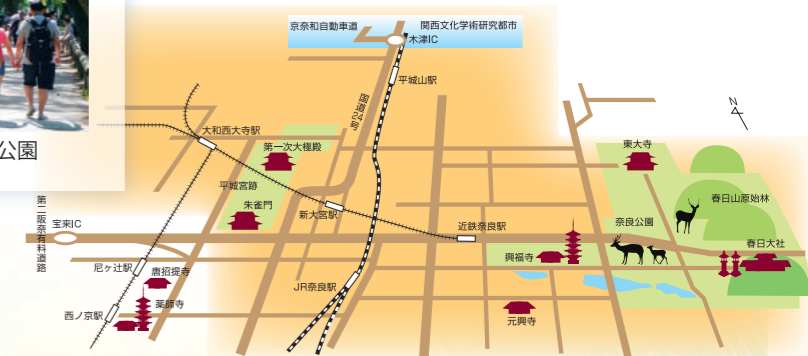 京奈和自動車道
関西文化学術研究都市
木津IC
平城山駅
国道24号
N
公園
大和西大寺駅
第一次大極殿
東大寺
平城宮跡
春日山原始林
朱雀門
新大宮駅
奈良公園
第二阪奈有料道路
宝来IC
近鉄奈良駅
春日大社
興福寺
尼ヶ辻駅
唐招提寺
JR奈良駅
薬師寺
西ノ京駅
元興寺